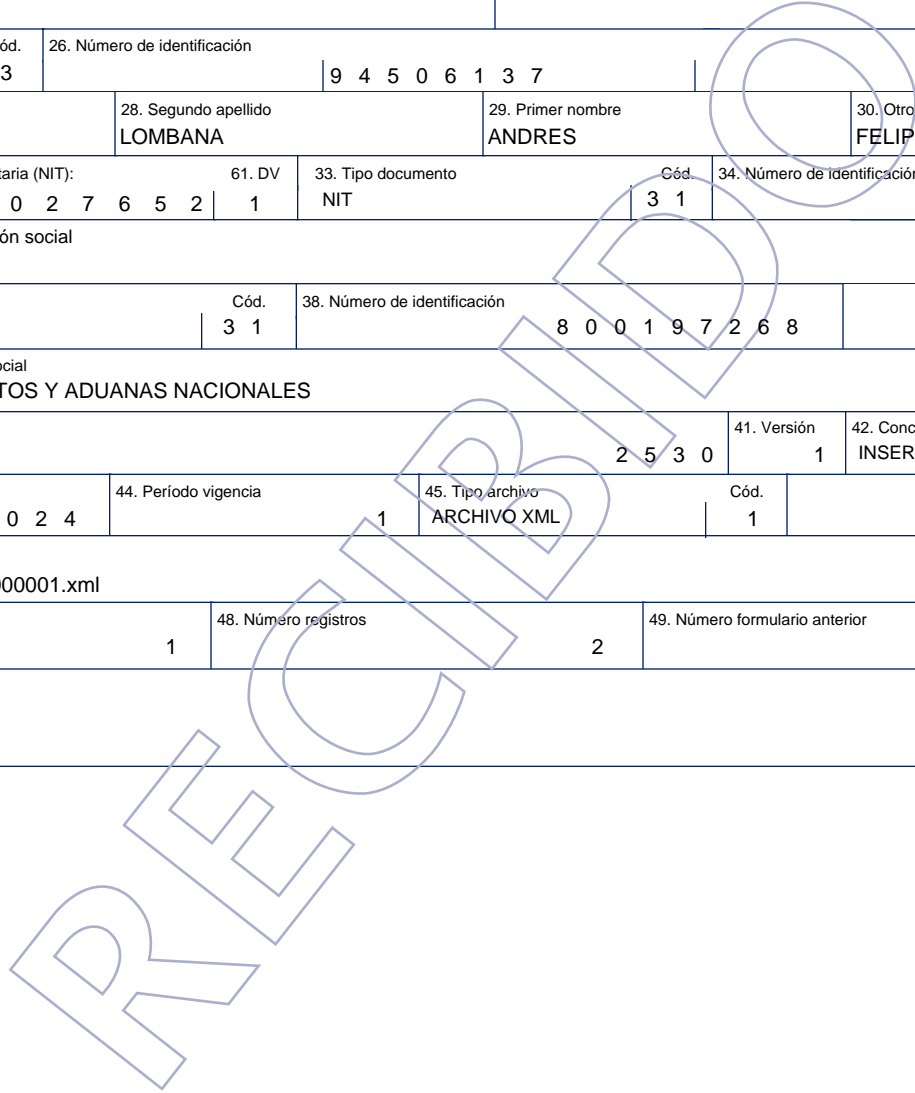 ód. 26. Número de identificación
3 9 4 5 0 6 1 3 7
28. Segundo apellido 29. Primer nombre 30. Otro
LOMBANA ANDRES FELIP
taria (NIT): 61. DV 33. Tipo documento Cód. 34. Número de identificación
0 2 7 6 5 2 1 NIT 3 1
ón social
Cód. 38. Número de identificación
3 1 8 0 0 1 9 7 2 6 8
ocial
TOS Y ADUANAS NACIONALES
41. Versión 42. Conc
2 5 3 0 1 INSER
44. Período vigencia 45. Tipo archivo Cód.
0 2 4 1 ARCHIVO XML 1
000001.xml
48. Número registros 49. Número formulario anterior
1 2
RECIBIDO